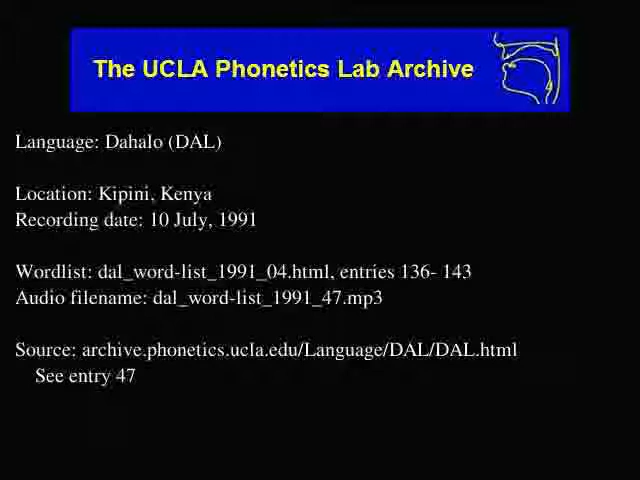 The UCLA Phonetics Lab Archive
Language: Dahalo (DAL)
Location: Kipini, Kenya
Recording date: 10 July, 1991
Wordlist: dal_word-list_1991_04.html, entries 136- 143
Audio filename: dal_word-list_1991_47.mp3
Source: archive.phonetics.ucla.edu/Language/DAL/DAL.html
See entry 47